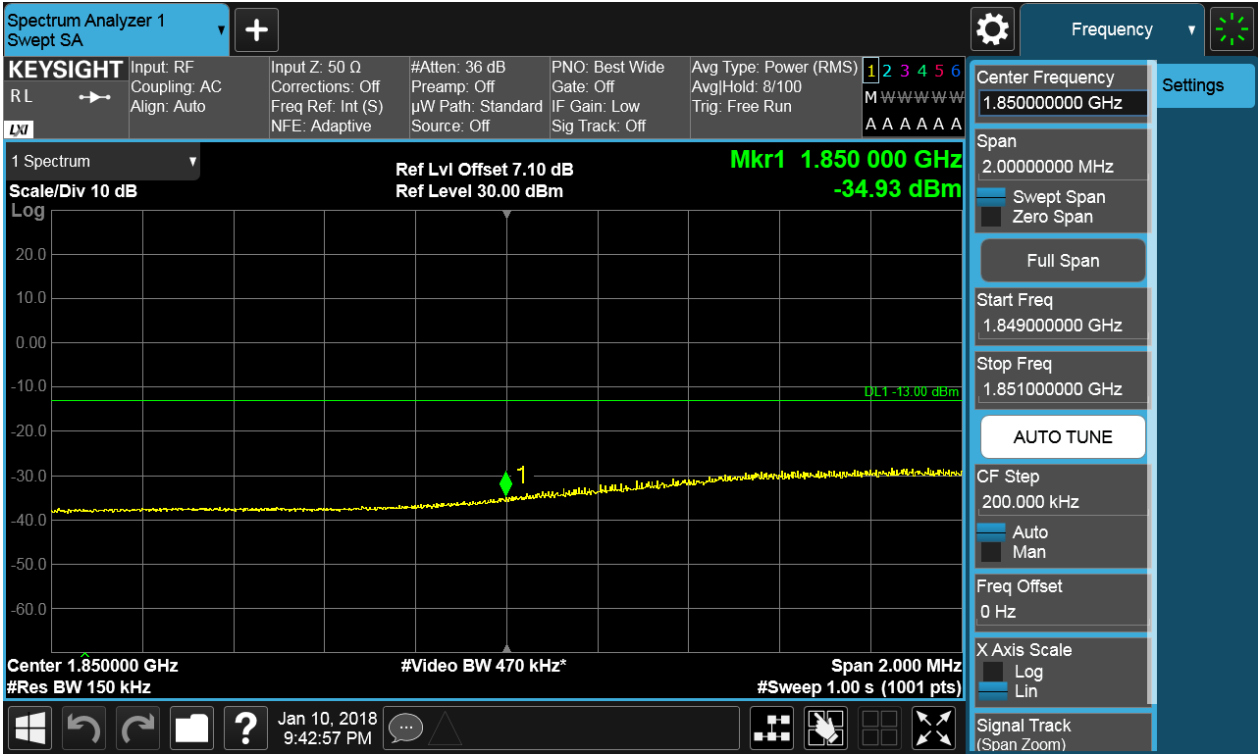 Spectrum Analyzer 1
Swept SA
Frequency
KEYSIGHT
R L
LXI
Input: RF
Coupling: AC
Align: Auto
Input Z: 50 Ω
Corrections: Off
Freq Ref: Int (S)
NFE: Adaptive
#Atten: 36 dB
Preamp: Off
µW Path: Standard
Source: Off
PNO: Best Wide
Gate: Off
IF Gain: Low
Sig Track: Off
Avg Type: Power (RMS)
Avg|Hold: 8/100
Trig: Free Run
1 2 3 4 5 6
M W W W W W
A A A A A A
1 Spectrum
Scale/Div 10 dB
Log
Ref Lvl Offset 7.10 dB
Ref Level 30.00 dBm
Mkr1 1.850 000 GHz
-34.93 dBm
20.0
10.0
0.00
-10.0
DL1 -13.00 dBm
-20.0
-30.0
1
-40.0
-50.0
-60.0
Center 1.850000 GHz
#Video BW 470 kHz*
Span 2.000 MHz
#Res BW 150 kHz
#Sweep 1.00 s (1001 pts)
Center Frequency
1.850000000 GHz
Settings
Span
2.00000000 MHz
Swept Span
Zero Span
Full Span
Start Freq
1.849000000 GHz
Stop Freq
1.851000000 GHz
AUTO TUNE
CF Step
200.000 kHz
Auto
Man
Freq Offset
0 Hz
X Axis Scale
Log
Lin
Signal Track
(Span Zoom)
?
Jan 10, 2018
9:42:57 PM